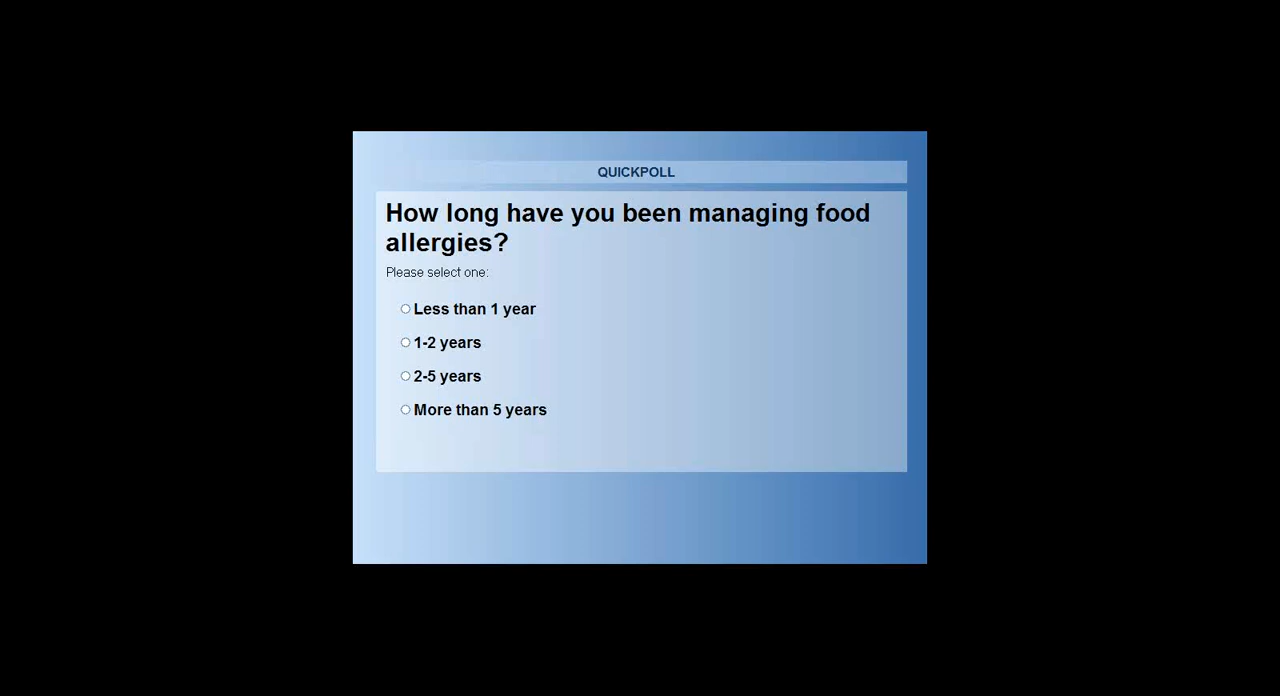 QUICKPOLL
How long have you been managing food
allergies?
Please select one:
Less than 1 year
1-2 years
2-5 years
More than 5 years